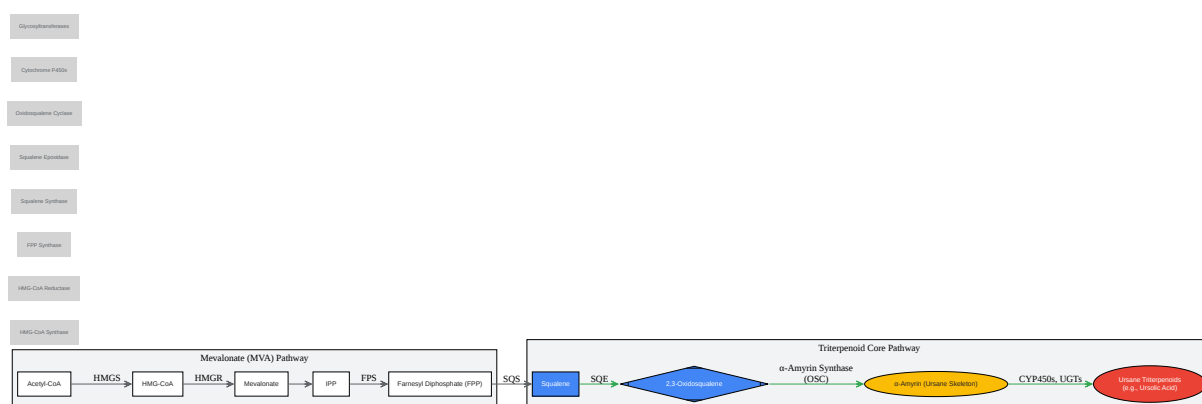 Glycosyltransferases
Cytochrome P450s
Oxidosqualene Cyclase
Squalene Epoxidase
Squalene Synthase
FPP Synthase
HMG-CoA Reductase
HMG-CoA Synthase
Mevalonate (MVA) Pathway
Acetyl-CoA
HMGS
HMG-CoA
HMGR
Mevalonate
IPP
FPS
Farnesyl Diphosphate (FPP)
SQS
Triterpenoid Core Pathway
Squalene
SQE
2,3-Oxidosqualene
α-Amyrin Synthase
(OSC)
α-Amyrin (Ursane Skeleton)
CYP450s, UGTs
Ursane Triterpenoids
(e.g., Ursolic Acid)